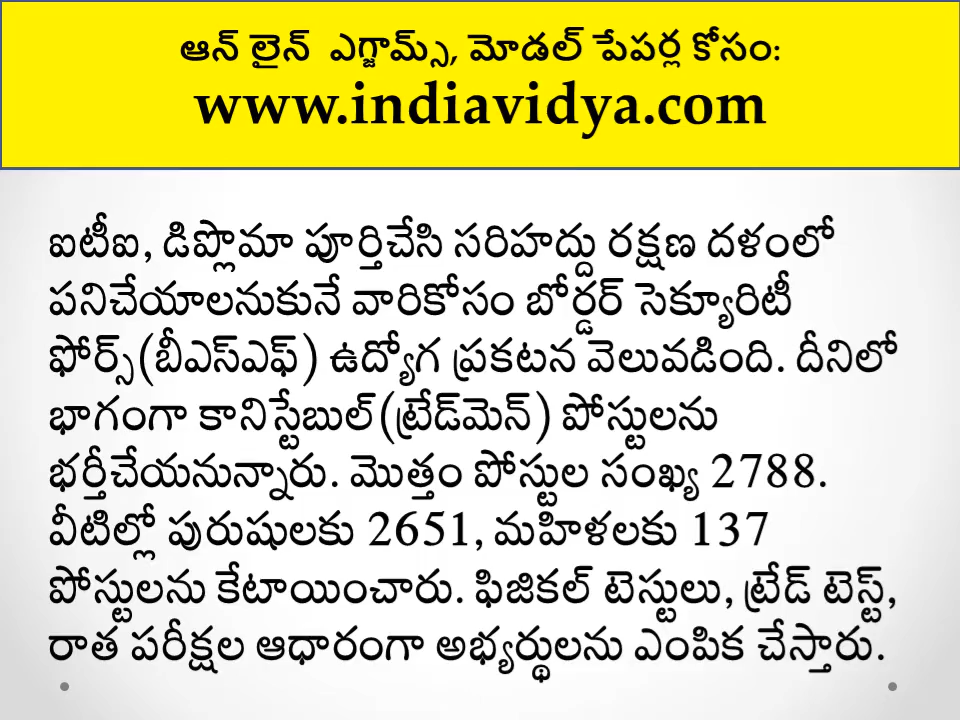 ఆన్ లైన్ ఎగ్జామ్స్, మోడల్ పేపర్ల కోసం:
www.indiavidya.com
ఐటీఐ, డిప్లొమా పూర్తిచేసి సరిహద్దు రక్షణ దళంలో
పనిచేయాలనుకునే వారికోసం బోర్డర్ సెక్యూరిటీ
ఫోర్స్(బీఎస్ఎఫ్) ఉద్యోగ ప్రకటన వెలువడింది. దీనిలో
భాగంగా కానిస్టేబుల్(ట్రేడ్‌మెన్) పోస్టులను
భర్తీచేయనున్నారు. మొత్తం పోస్టుల సంఖ్య 2788.
వీటిల్లో పురుషులకు 2651, మహిళలకు 137
పోస్టులను కేటాయించారు. ఫిజికల్ టెస్టులు, ట్రేడ్ టెస్ట్,
రాత పరీక్షల ఆధారంగా అభ్యర్థులను ఎంపిక చేస్తారు.